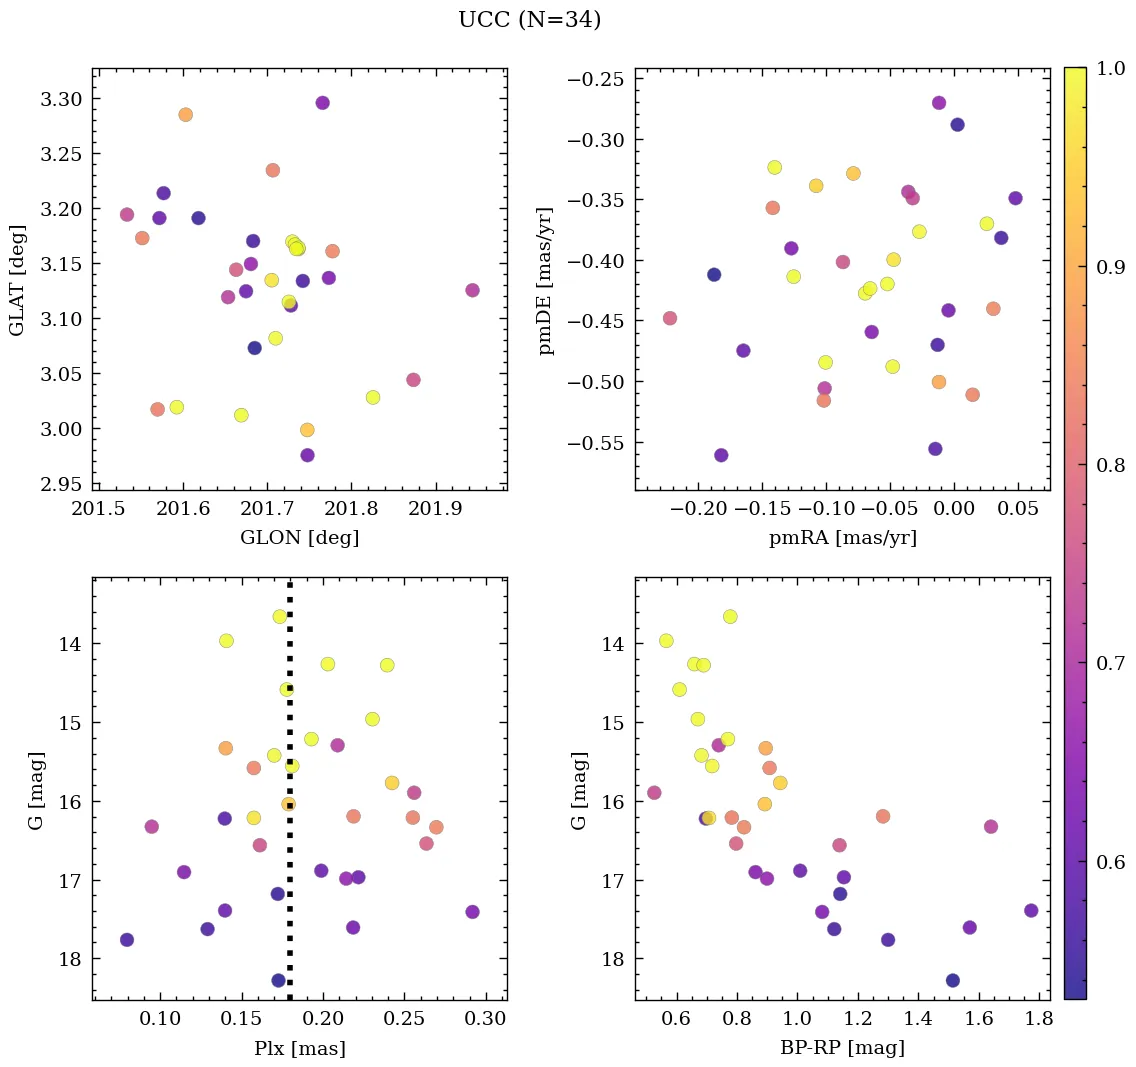 UCC (N=34)
3.30
3.25
3.20
3.15
3.10
3.05
3.00
2.95
GLAT [deg]
201.5 201.6 201.7 201.8 201.9
GLON [deg]
−0.25
−0.30
−0.35
−0.40
−0.45
−0.50
−0.55
pmDE [mas/yr]
−0.20 −0.15 −0.10 −0.05 0.00 0.05
pmRA [mas/yr]
1.0
0.9
0.8
0.7
0.6
14
15
16
17
18
G [mag]
0.10 0.15 0.20 0.25 0.30
Plx [mas]
14
15
16
17
18
G [mag]
0.6 0.8 1.0 1.2 1.4 1.6 1.8
BP-RP [mag]